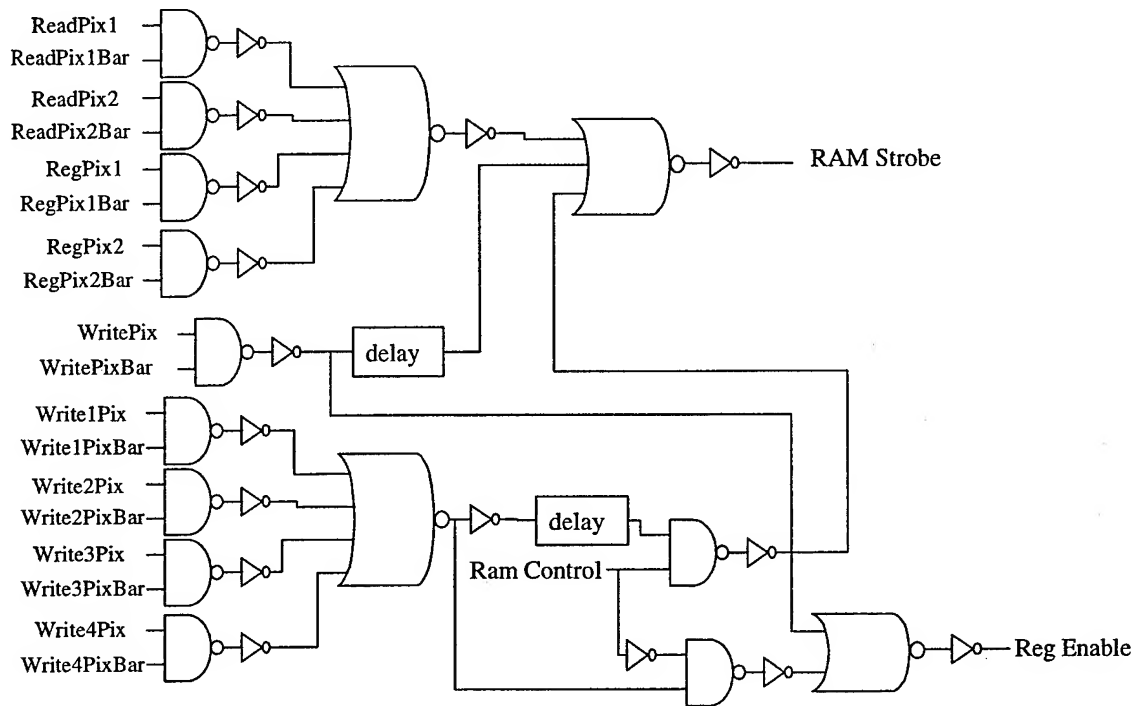 ReadPix1
ReadPix1Bar
ReadPix2
ReadPix2Bar
RegPix1
RegPix1Bar
RegPix2
RegPix2Bar
RAM Strobe
WritePix
WritePixBar
delay
Write1Pix
Write1PixBar
Write2Pix
Write2PixBar
Write3Pix
Write3PixBar
Write4Pix
Write4PixBar
delay
Ram Control
Reg Enable